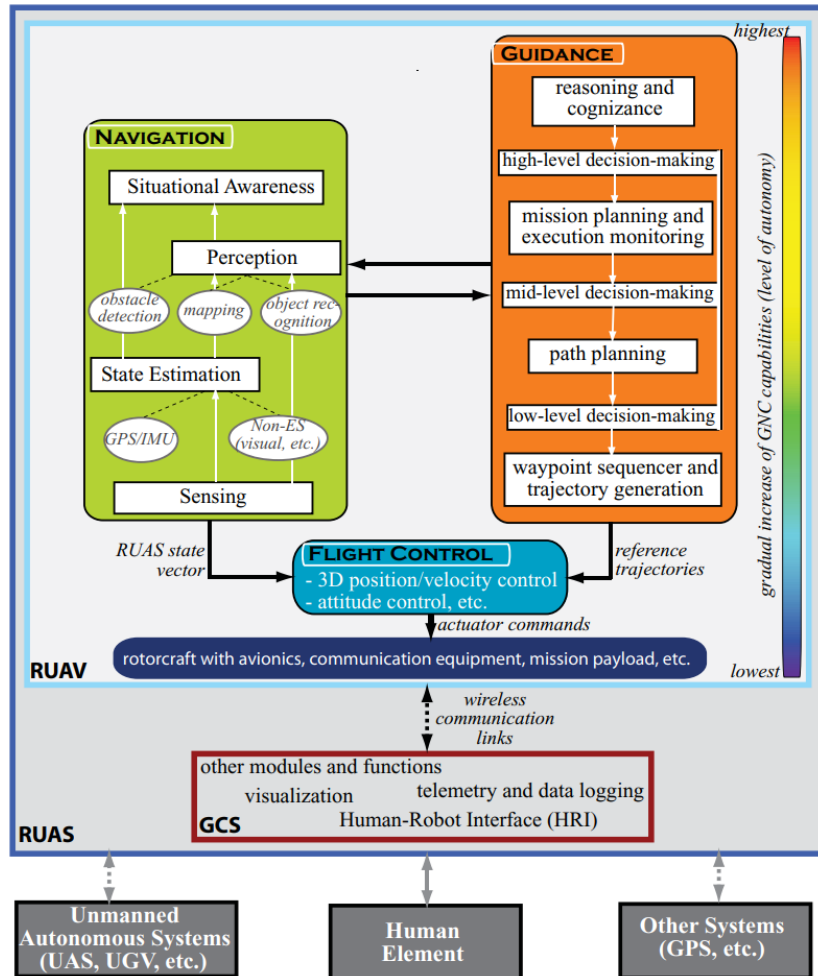 highest
GUIDANCE
reasoning and
cognizance
high-level decision-making
mission planning and
execution monitoring
mid-level decision-making
path planning
low-level decision-making
waypoint sequencer and
trajectory generation
NAVIGATION
Situational Awareness
Perception
obstacle
detection
mapping
object rec-
ognition
State Estimation
GPS/IMU
Non-ES
(visual, etc.)
Sensing
gradual increase of GNC capabilities (level of autonomy)
RUAS state
vector
FLIGHT CONTROL
- 3D position/velocity control
- attitude control, etc.
reference
trajectories
actuator commands
rotorcraft with avionics, communication equipment, mission payload, etc.
RUAV
lowest
wireless
communication
links
other modules and functions
visualization
telemetry and data logging
GCS
Human-Robot Interface (HRI)
RUAS
Unmanned
Autonomous Systems
(UAS, UGV, etc.)
Human
Element
Other Systems
(GPS, etc.)